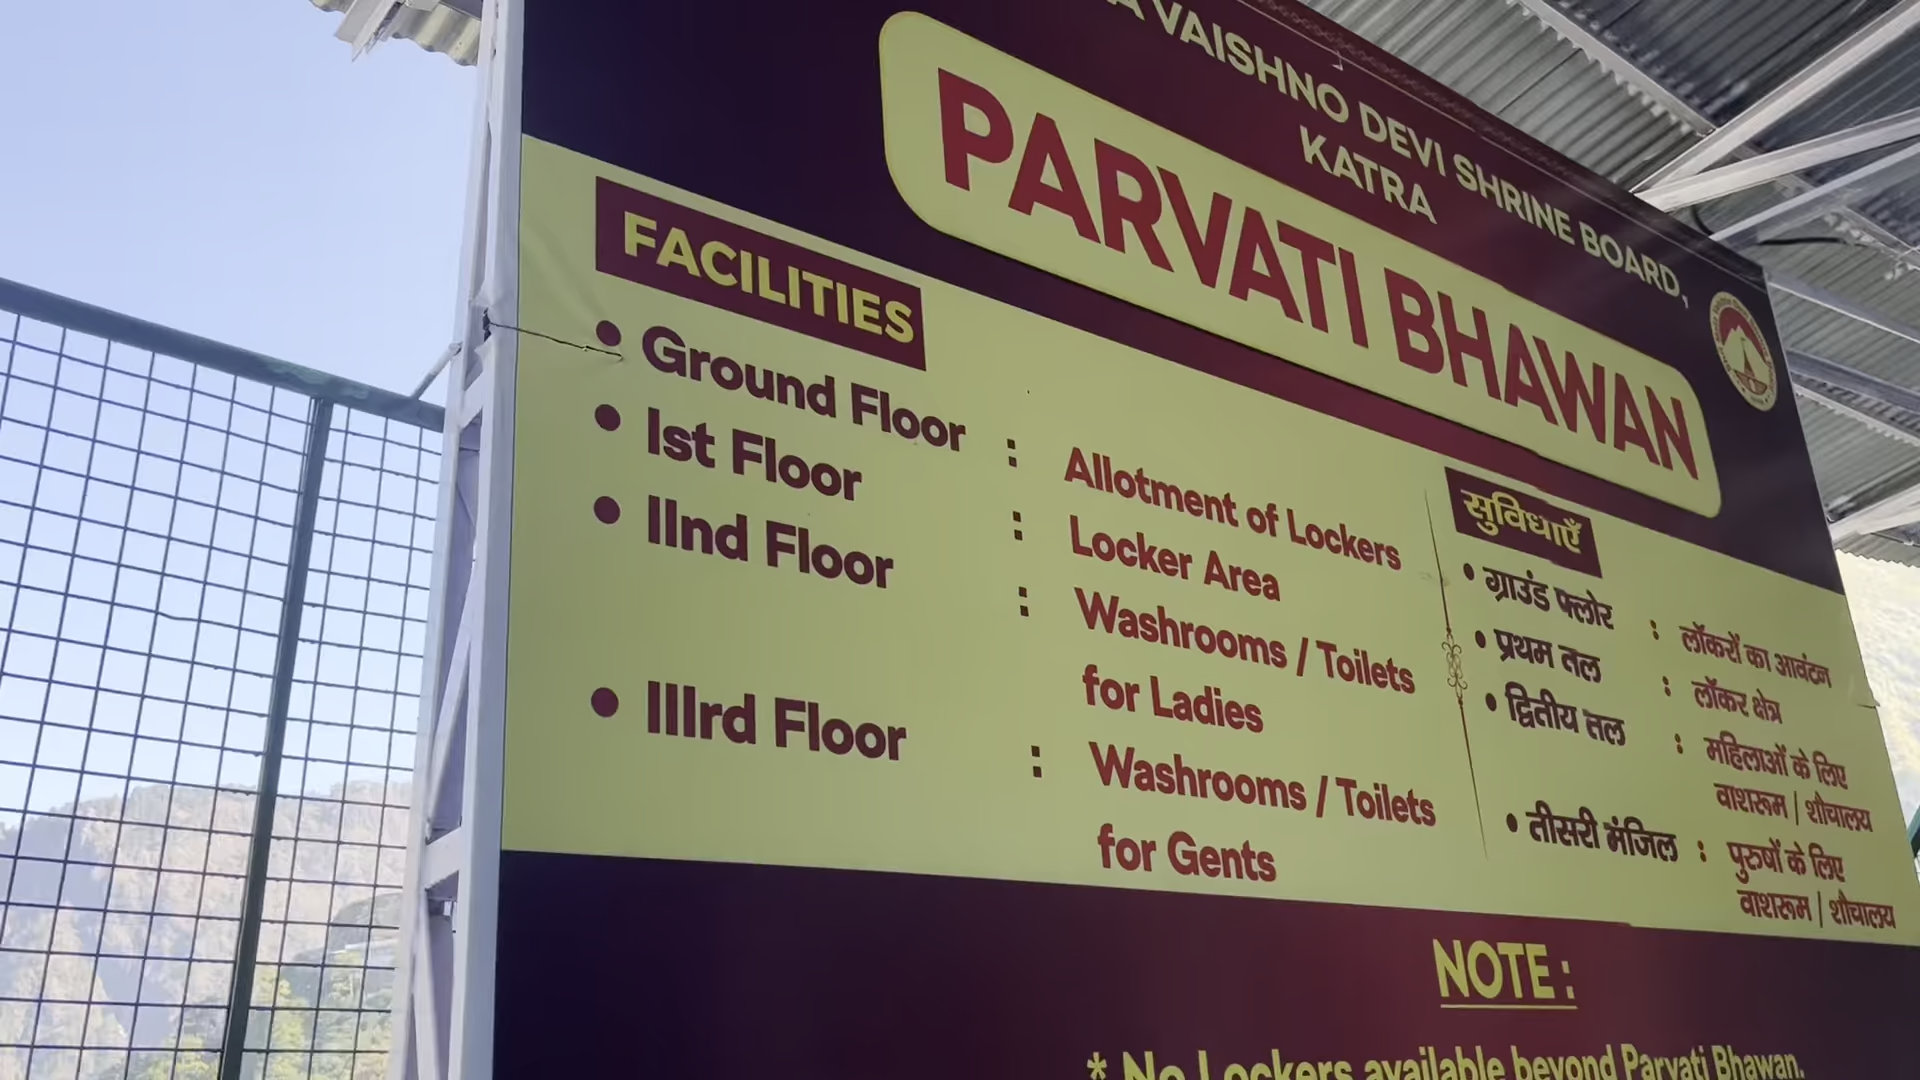 VAISHNO DEVI SHRINE BOARD,
KATRA
PARVATI BHAWAN
FACILITIES
• Ground Floor : Allotment of Lockers
• Ist Floor : Locker Area
• IInd Floor : Washrooms / Toilets
for Ladies
• IIIrd Floor : Washrooms / Toilets
for Gents
सुविधाएँ
• ग्राउंड फ्लोर : लॉकरों का आवंटन
• प्रथम तल : लॉकर क्षेत्र
• द्वितीय तल : महिलाओं के लिए
वाशरूम / शौचालय
• तीसरी मंजिल : पुरुषों के लिए
वाशरूम / शौचालय
NOTE :
* No Lockers available beyond Parvati Bhawan.